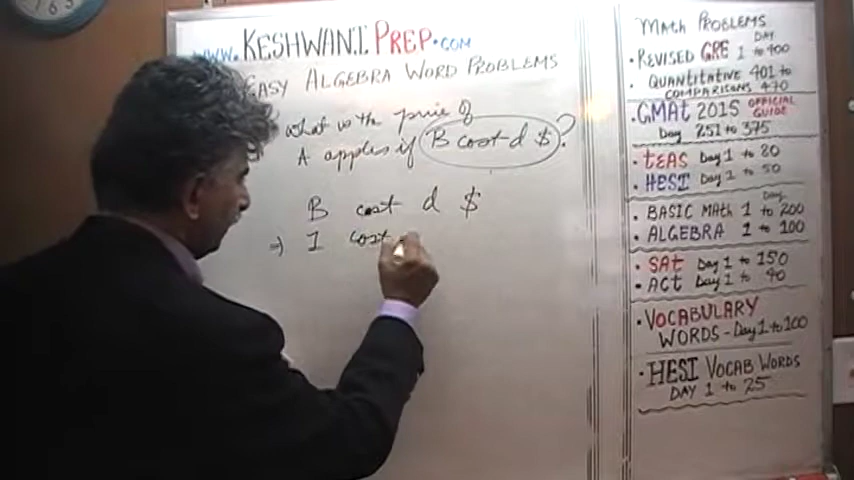 www.KESHWANI PREP.com
EASY ALGEBRA WORD PROBLEMS
what is the price of
A apples if B cost d $ ?
B cost d $
⇒ 1 cost
MATH PROBLEMS
• REVISED GRE DAY 1 to 400
• QUANTITATIVE 401 to
COMPARISONS 470
• GMAt 2015 OFFICIAL GUIDE
Day 251 to 375
• tEAS Day 1 to 80
• HESI Day 1 to 50
• BASIC MAtH Day 1 to 200
• ALGEBRA 1 to 100
• SAt Day 1 to 150
• ACt Day 1 to 40
• VOCABULARY
WORDS - Day 1 to 100
• HESI VOCAB WORDS
DAY 1 to 25